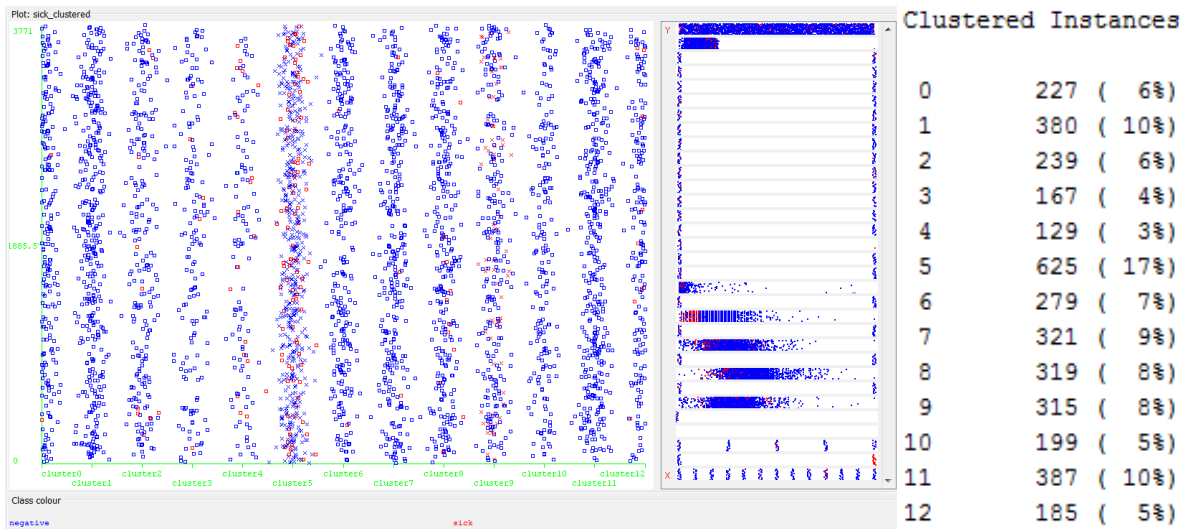 Plot: sick_clustered
3771
1885.5
0
cluster0 cluster2 cluster4 cluster6 cluster8 cluster10 cluster12
cluster1 cluster3 cluster5 cluster7 cluster9 cluster11
Class colour
negative sick
Y
X
Clustered Instances
0 227 ( 6%)
1 380 ( 10%)
2 239 ( 6%)
3 167 ( 4%)
4 129 ( 3%)
5 625 ( 17%)
6 279 ( 7%)
7 321 ( 9%)
8 319 ( 8%)
9 315 ( 8%)
10 199 ( 5%)
11 387 ( 10%)
12 185 ( 5%)